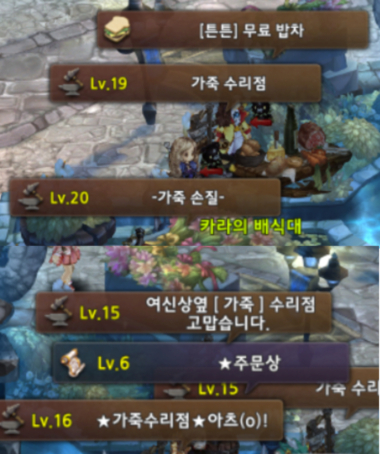 [튼튼] 무료 밥차
Lv.19 가죽 수리점
Lv.20 -가죽 손질-
카라의 배식대
Lv.15 여신상옆 [ 가죽 ] 수리점
고맙습니다.
Lv.6 ★주문상
Lv.15 가죽 수리
Lv.16 ★가죽수리점★아츠(o)!